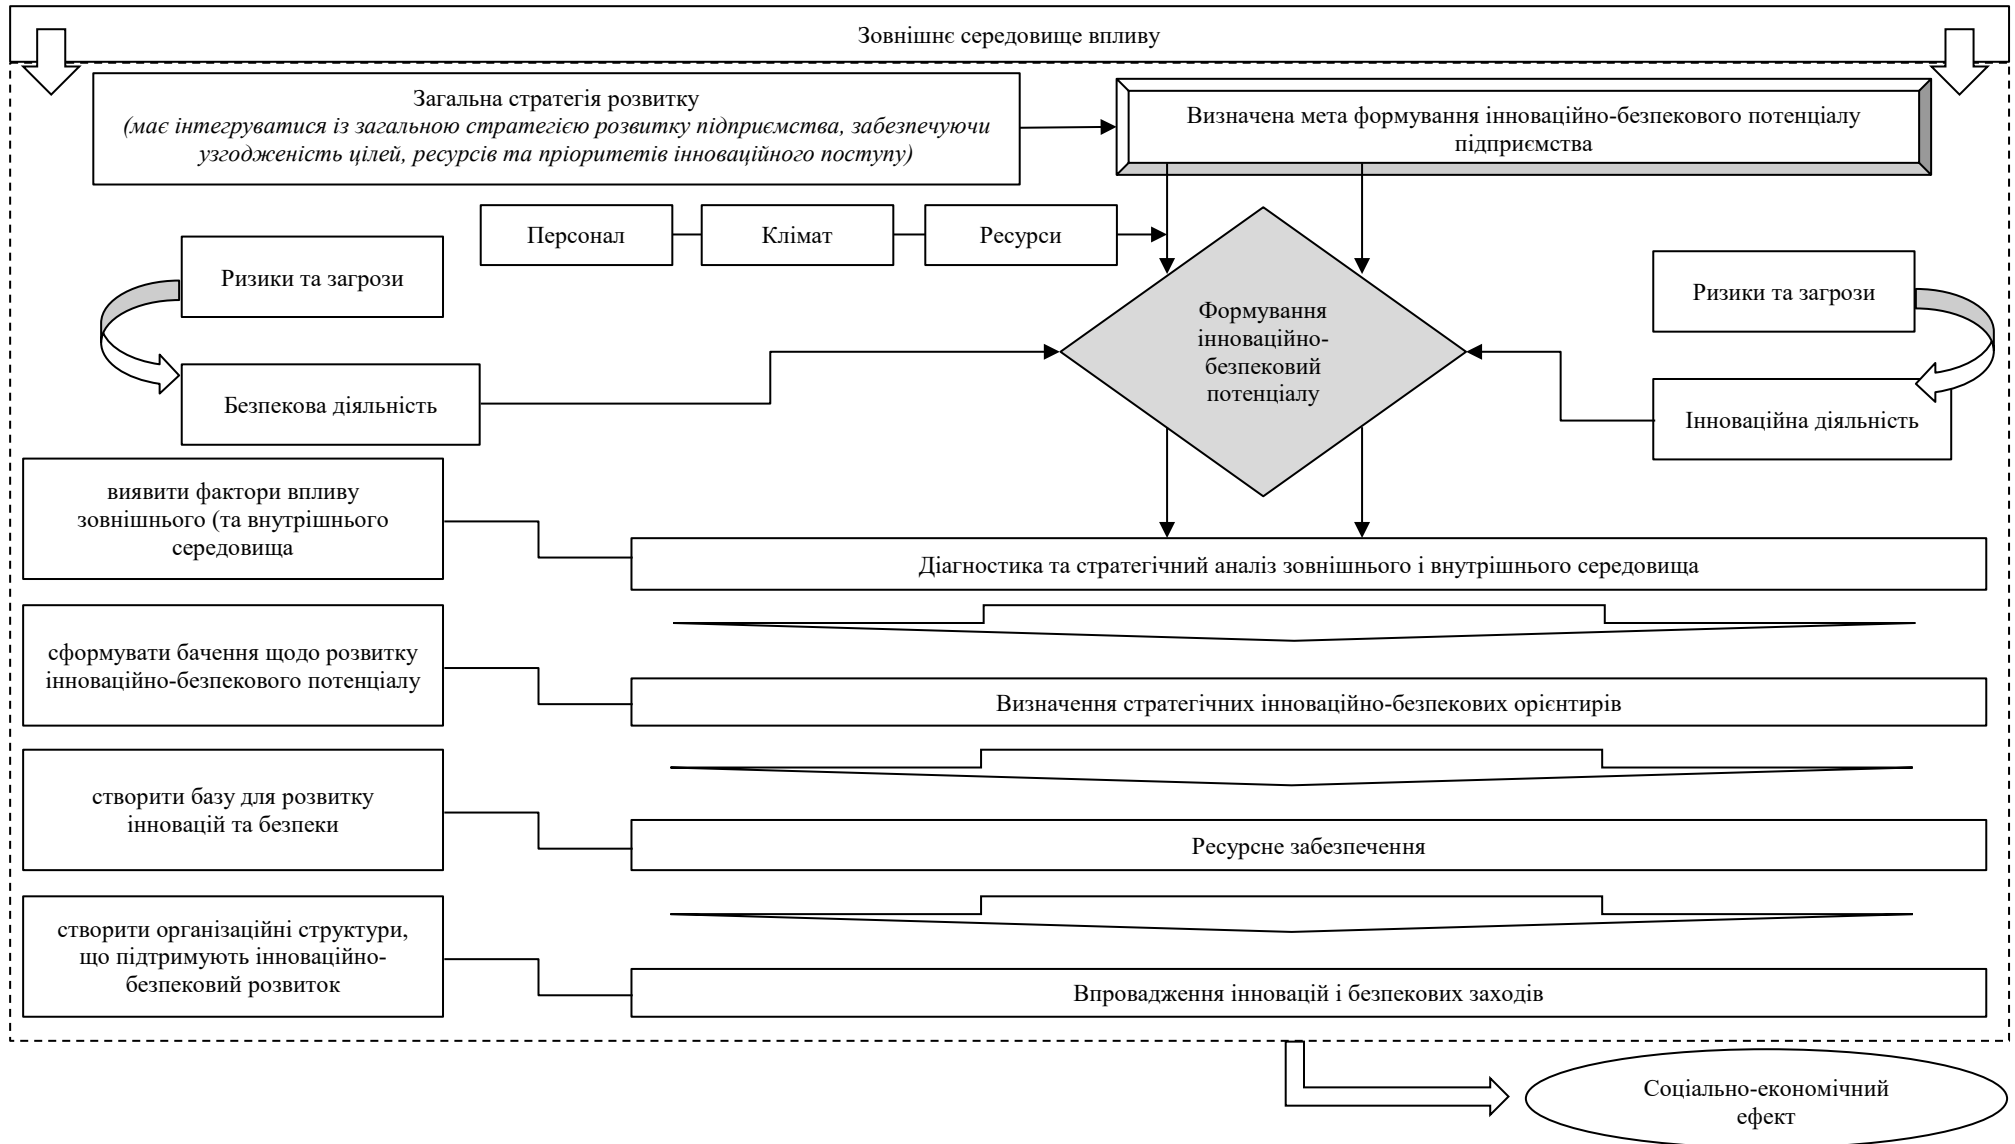 Зовнішнє середовище впливу
Загальна стратегія розвитку
(має інтегруватися із загальною стратегією розвитку підприємства, забезпечуючи
узгодженість цілей, ресурсів та пріоритетів інноваційного поступу)
Визначена мета формування інноваційно-безпекового потенціалу
підприємства
Персонал
Клімат
Ресурси
Ризики та загрози
Ризики та загрози
Формування
інноваційно-
безпековий
потенціалу
Безпекова діяльність
Інноваційна діяльність
виявити фактори впливу
зовнішнього (та внутрішнього
середовища
Діагностика та стратегічний аналіз зовнішнього і внутрішнього середовища
сформувати бачення щодо розвитку
інноваційно-безпекового потенціалу
Визначення стратегічних інноваційно-безпекових орієнтирів
створити базу для розвитку
інновацій та безпеки
Ресурсне забезпечення
створити організаційні структури,
що підтримують інноваційно-
безпековий розвиток
Впровадження інновацій і безпекових заходів
Соціально-економічний
ефект